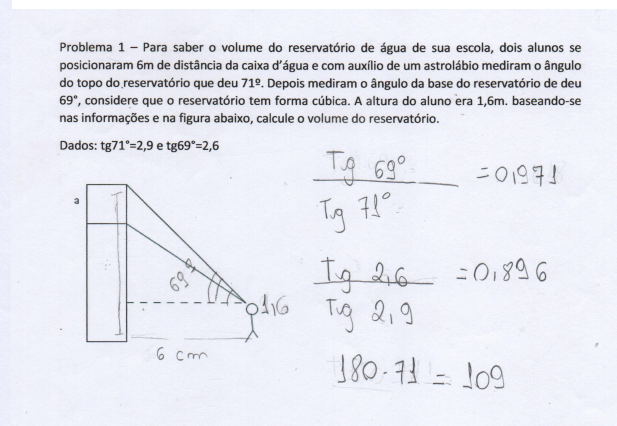 Problema 1 – Para saber o volume do reservatório de água de sua escola, dois alunos se
posicionaram 6m de distância da caixa d'água e com auxílio de um astrolábio mediram o ângulo
do topo do reservatório que deu 71º. Depois mediram o ângulo da base do reservatório de deu
69°, considere que o reservatório tem forma cúbica. A altura do aluno era 1,6m. baseando-se
nas informações e na figura abaixo, calcule o volume do reservatório.
Dados: tg71°=2,9 e tg69°=2,6
Tg 69° = 0,971
Tg 71°
a
69º
1,6
6 cm
Tg 2,6 = 0,896
Tg 2,9
180-71 = 109